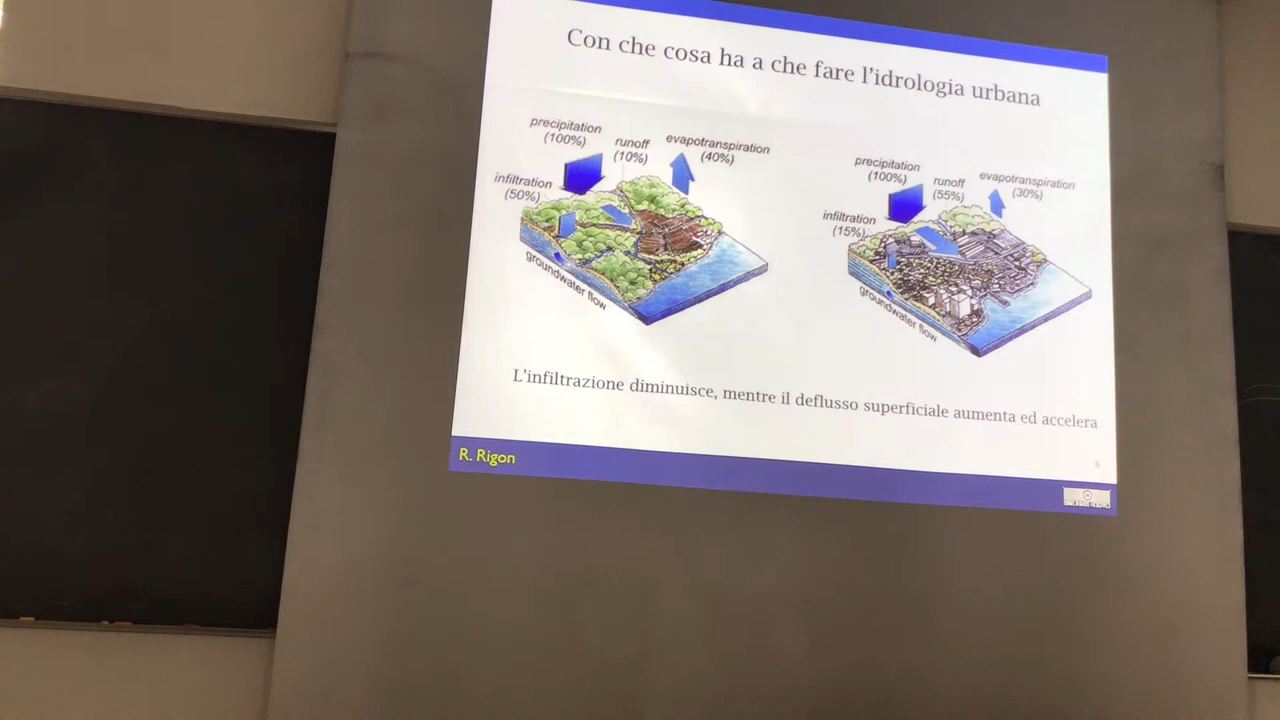 Con che cosa ha a che fare l'idrologia urbana
precipitation
(100%)
runoff
(10%)
evapotranspiration
(40%)
infiltration
(50%)
groundwater flow
precipitation
(100%)
runoff
(55%)
evapotranspiration
(30%)
infiltration
(15%)
groundwater flow
L'infiltrazione diminuisce, mentre il deflusso superficiale aumenta ed accelera
6
R. Rigon